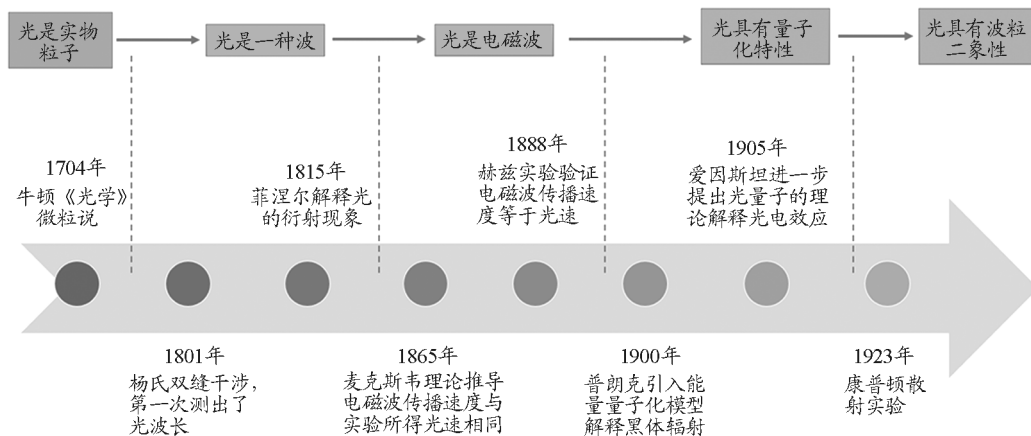 光是实物
粒子
光是一种波
光是电磁波
光具有量子
化特性
光具有波粒
二象性
1704年
牛顿《光学》
微粒说
1815年
菲涅尔解释光
的衍射现象
1888年
赫兹实验验证
电磁波传播速
度等于光速
1905年
爱因斯坦进一步
提出光量子的理
论解释光电效应
1801年
杨氏双缝干涉，
第一次测出了
光波长
1865年
麦克斯韦理论推导
电磁波传播速度与
实验所得光速相同
1900年
普朗克引入能
量量子化模型
解释黑体辐射
1923年
康普顿散
射实验